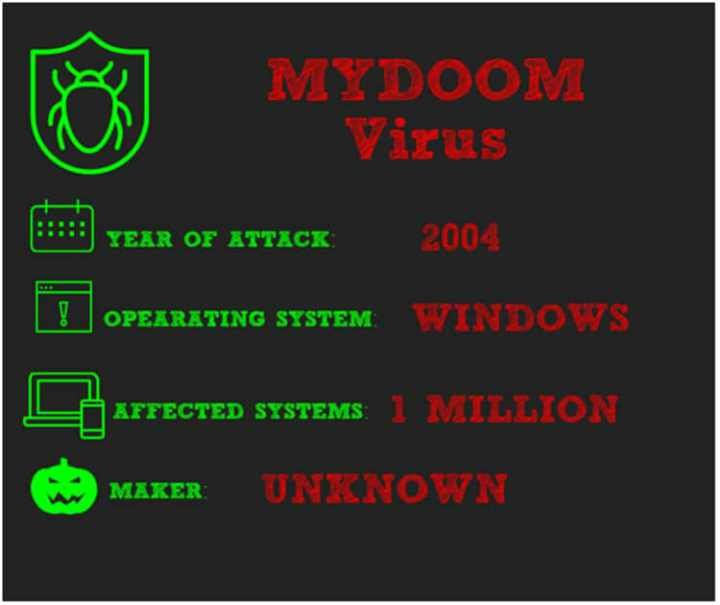 MYDOOM
Virus
YEAR OF ATTACK: 2004
OPEARATING SYSTEM: WINDOWS
AFFECTED SYSTEMS: 1 MILLION
MAKER: UNKNOWN